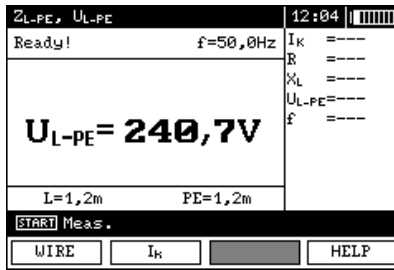 ZL-PE, UL-PE 12:04
Ready! f=50,0Hz
IK =---
R =---
XL =---
UL-PE=---
f =---
UL-PE= 240,7V
L=1,2m PE=1,2m
START Meas.
WIRE IK HELP